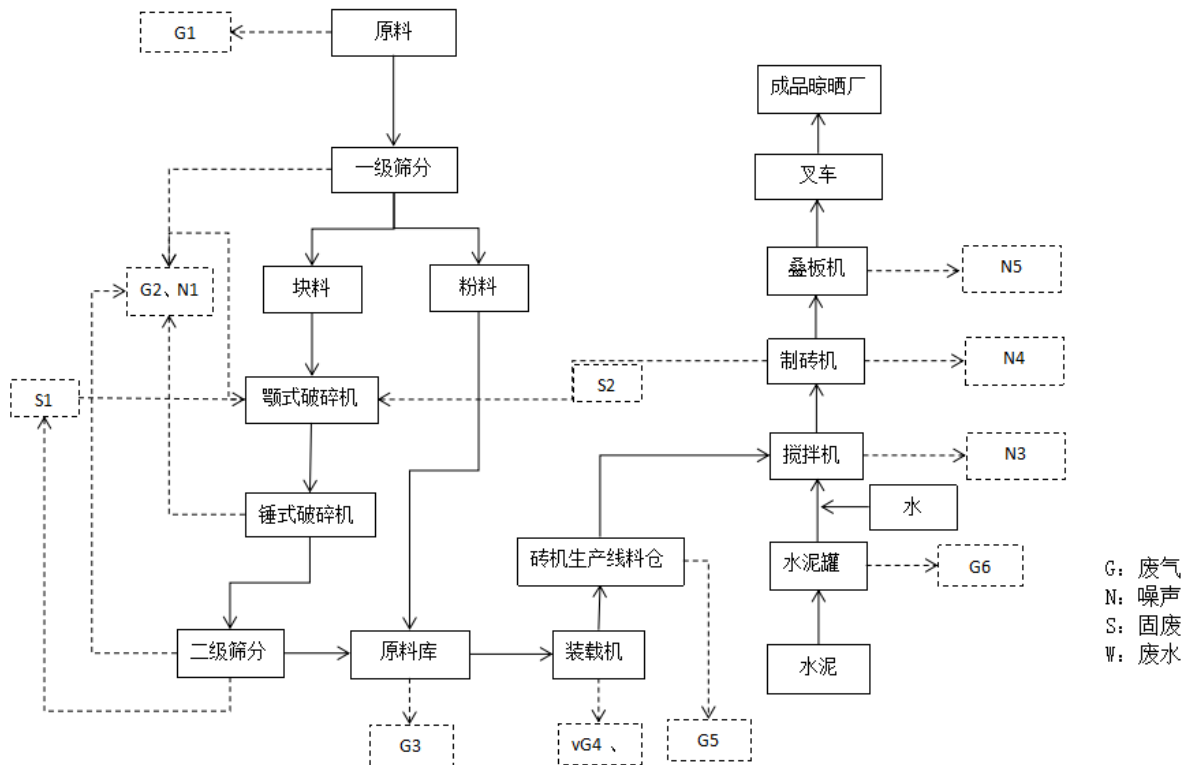 G1
原料
成品晾晒厂
一级筛分
叉车
块料
粉料
叠板机
N5
G2、N1
制砖机
N4
S2
S1
颚式破碎机
搅拌机
N3
锤式破碎机
水
砖机生产线料仓
水泥罐
G6
G：废气
N：噪声
S：固废
W：废水
二级筛分
原料库
装载机
水泥
G3
vG4 、
G5